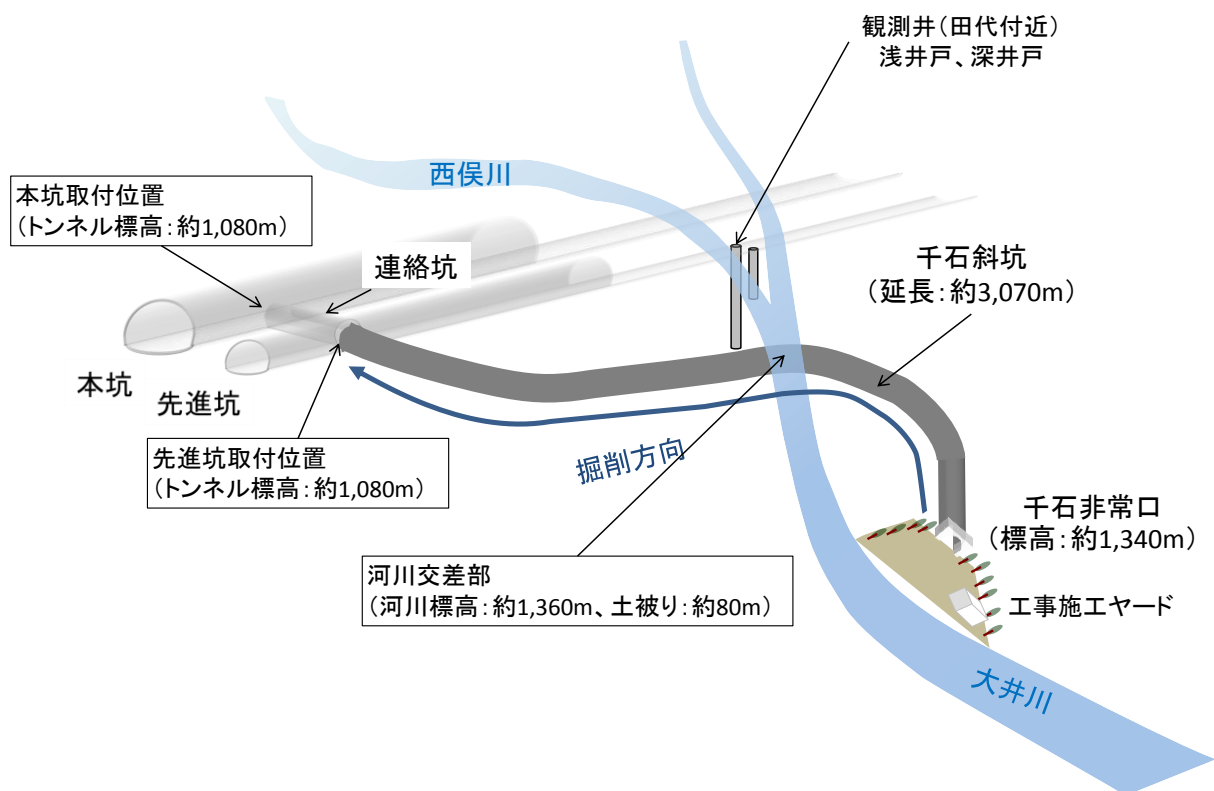 観測井（田代付近）
浅井戸、深井戸
西俣川
本坑取付位置
（トンネル標高：約1,080m）
連絡坑
千石斜坑
（延長：約3,070m）
本坑
先進坑
先進坑取付位置
（トンネル標高：約1,080m）
掘削方向
千石非常口
（標高：約1,340m）
河川交差部
（河川標高：約1,360m、土被り：約80m）
工事施工ヤード
大井川